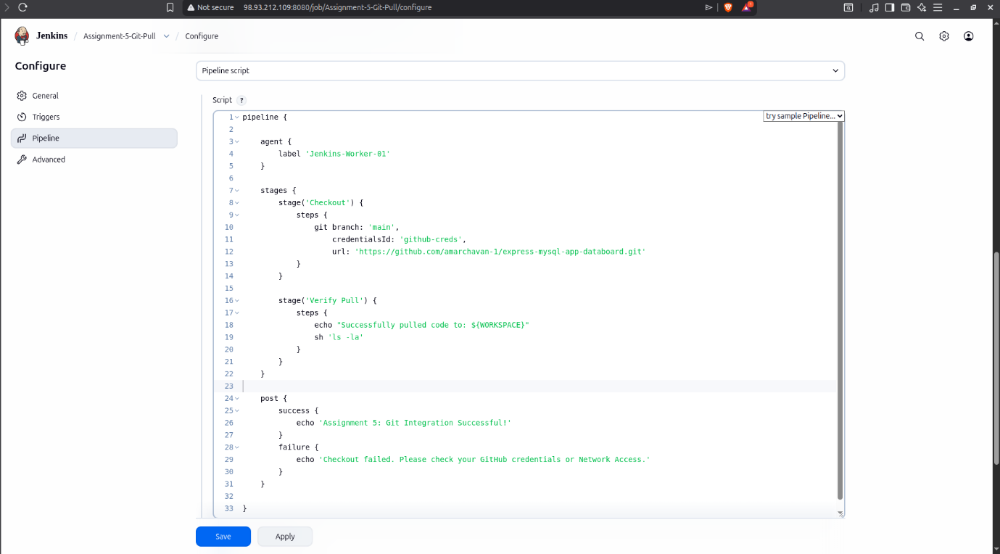 Not secure 98.93.212.109:8080/job/Assignment-5-Git-Pull/configure
1
Jenkins / Assignment-5-Git-Pull / Configure
Configure
General
Triggers
Pipeline
Advanced
Pipeline script
Script ?
try sample Pipeline...
1 pipeline {
2
3     agent {
4         label 'Jenkins-Worker-01'
5     }
6
7     stages {
8         stage('Checkout') {
9             steps {
10                 git branch: 'main',
11                     credentialsId: 'github-creds',
12                     url: 'https://github.com/amarchavan-1/express-mysql-app-databoard.git'
13             }
14         }
15
16         stage('Verify Pull') {
17             steps {
18                 echo "Successfully pulled code to: ${WORKSPACE}"
19                 sh 'ls -la'
20             }
21         }
22     }
23
24     post {
25         success {
26             echo 'Assignment 5: Git Integration Successful!'
27         }
28         failure {
29             echo 'Checkout failed. Please check your GitHub credentials or Network Access.'
30         }
31     }
32
33 }
Save
Apply